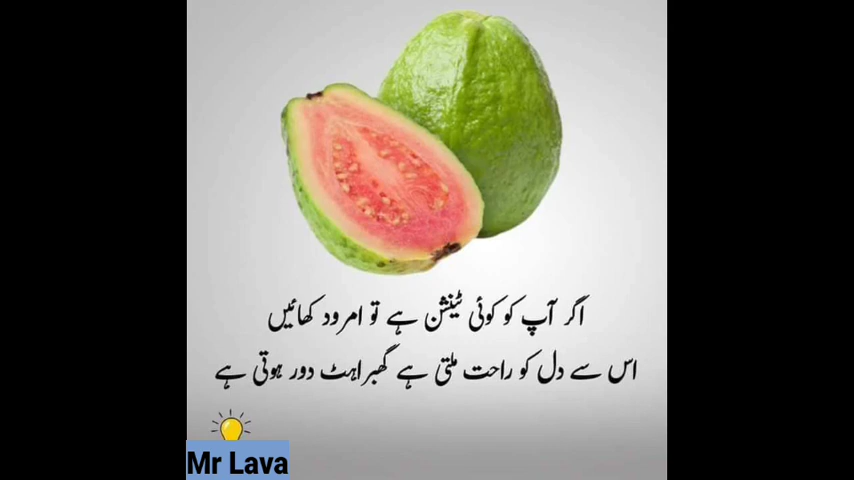 اگر آپ کو کوئی ٹینشن ہے تو امرود کھائیں
اس سے دل کو راحت ملتی ہے گھبراہٹ دور ہوتی ہے
Mr Lava